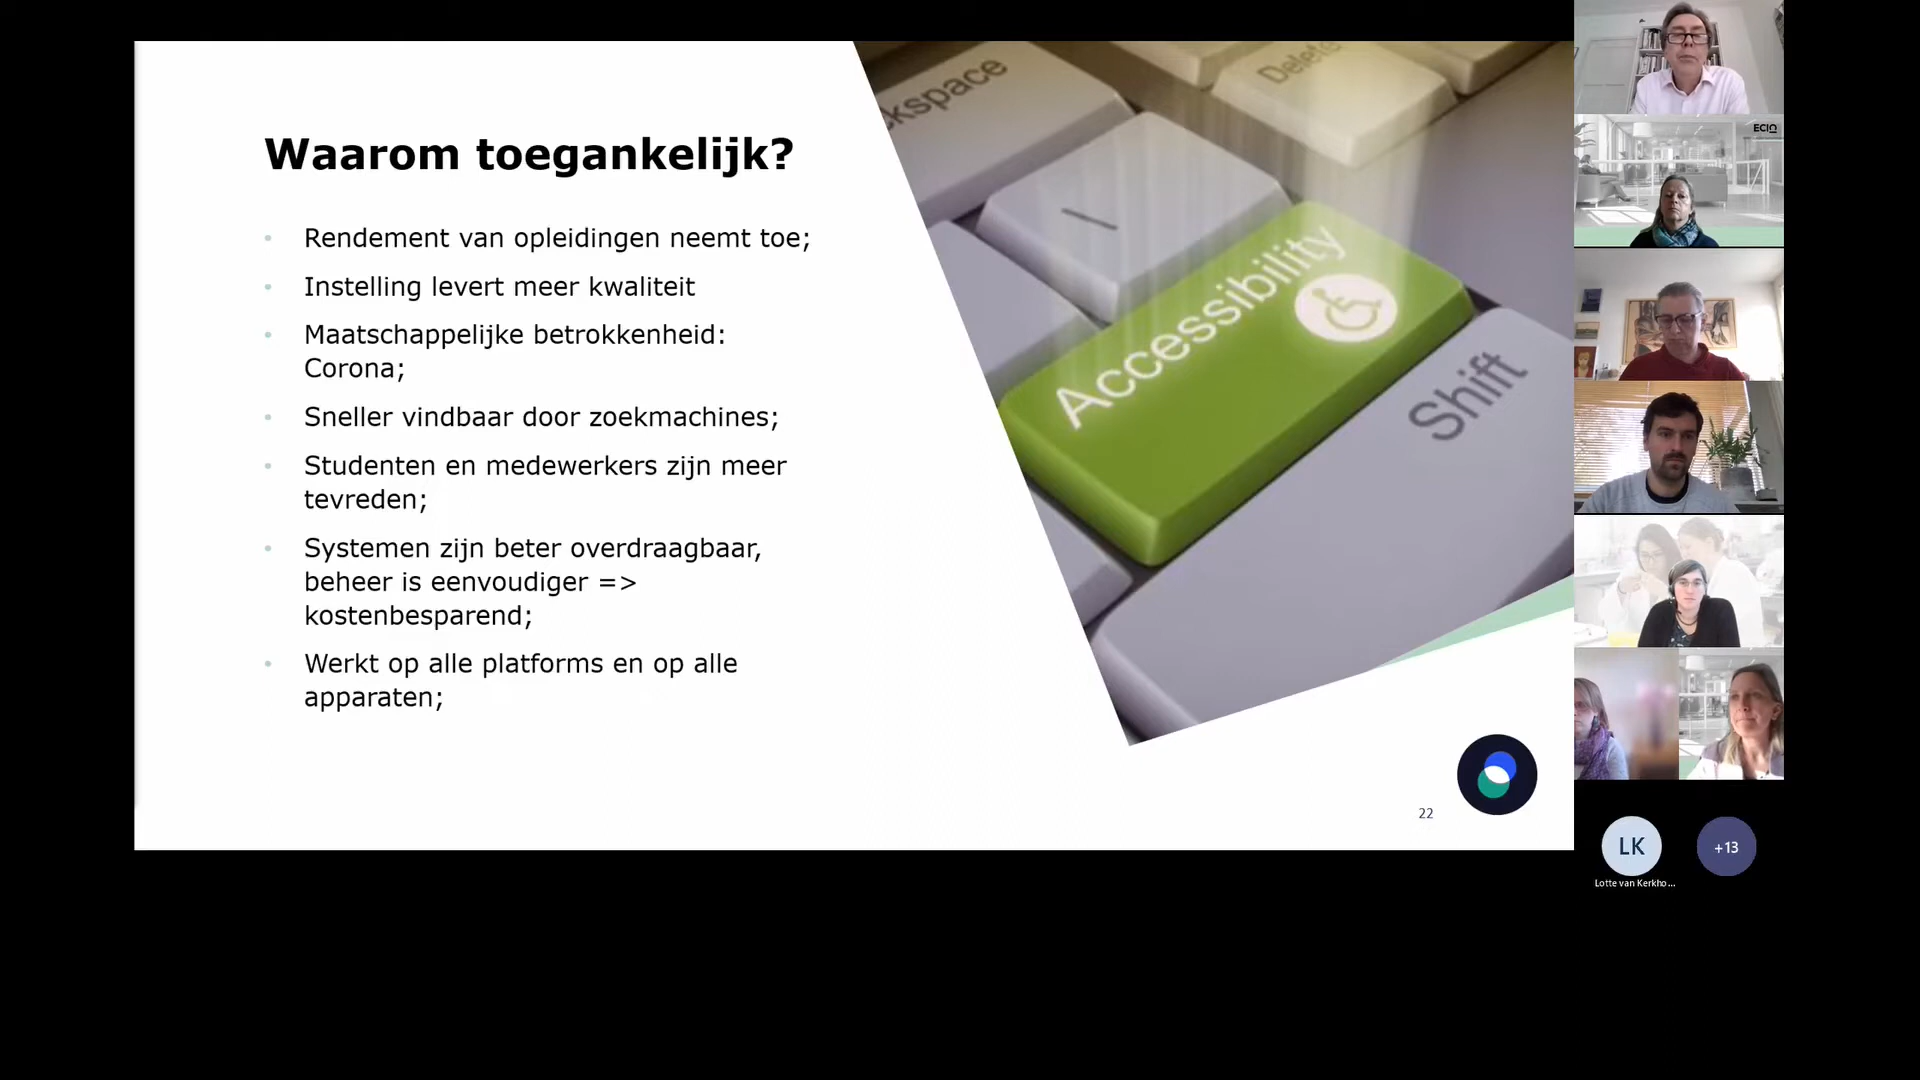 Waarom toegankelijk?
• Rendement van opleidingen neemt toe;
• Instelling levert meer kwaliteit
• Maatschappelijke betrokkenheid:
Corona;
• Sneller vindbaar door zoekmachines;
• Studenten en medewerkers zijn meer
tevreden;
• Systemen zijn beter overdraagbaar,
beheer is eenvoudiger =>
kostenbesparend;
• Werkt op alle platforms en op alle
apparaten;
kspace
Delete
\
Accessibility
Shift
22
ECIO
LK
+13
Lotte van Kerkho...